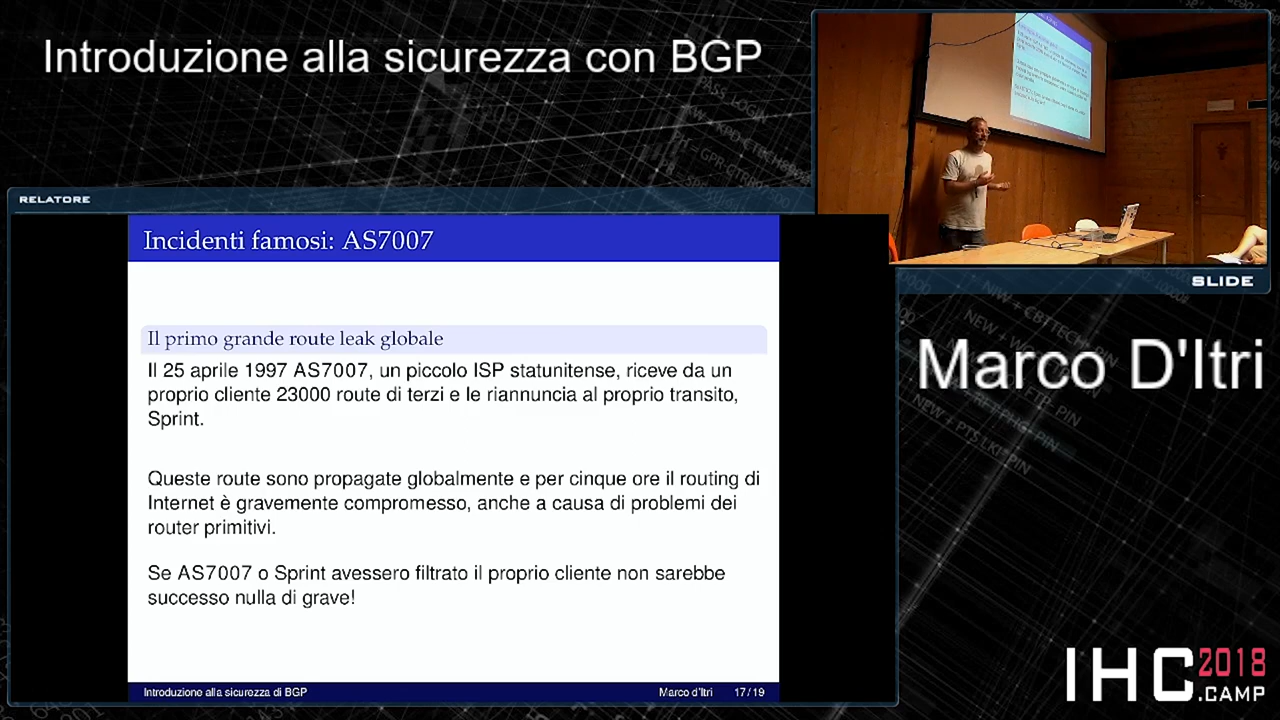 Introduzione alla sicurezza con BGP
RELATORE
Incidenti famosi: AS7007
Il primo grande route leak globale
Il 25 aprile 1997 AS7007, un piccolo ISP statunitense, riceve da un
proprio cliente 23000 route di terzi e le riannuncia al proprio transito,
Sprint.
Queste route sono propagate globalmente e per cinque ore il routing di
Internet è gravemente compromesso, anche a causa di problemi dei
router primitivi.
Se AS7007 o Sprint avessero filtrato il proprio cliente non sarebbe
successo nulla di grave!
Introduzione alla sicurezza di BGP
Marco d'Itri
17/19
SLIDE
Marco D'Itri
IHC 2018
.CAMP